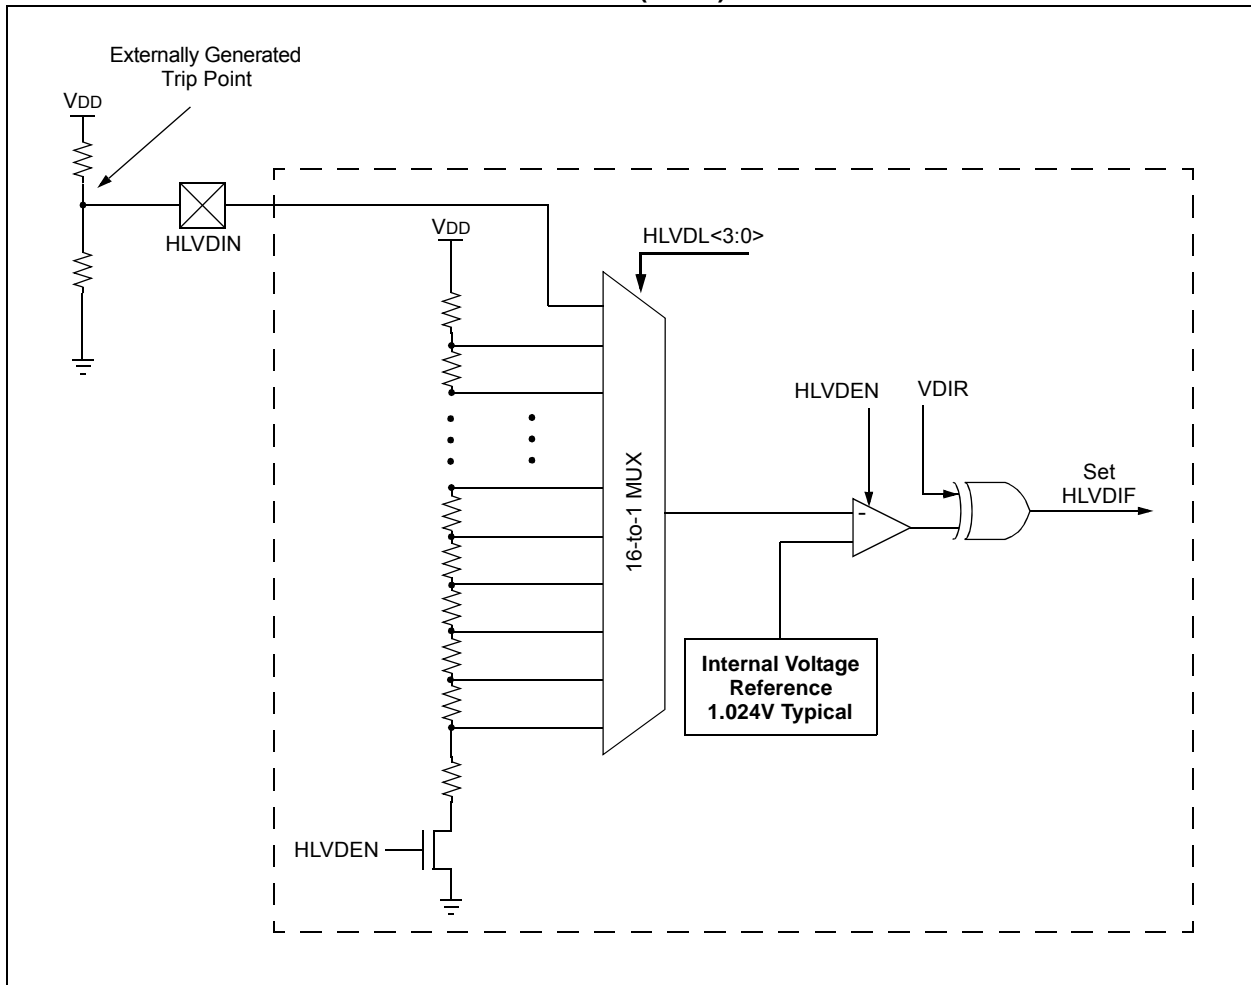 Externally Generated
Trip Point
VDD
HLVDIN
VDD
HLVDL<3:0>
16-to-1 MUX
HLVDEN
VDIR
-
Set
HLVDIF
Internal Voltage
Reference
1.024V Typical
HLVDEN